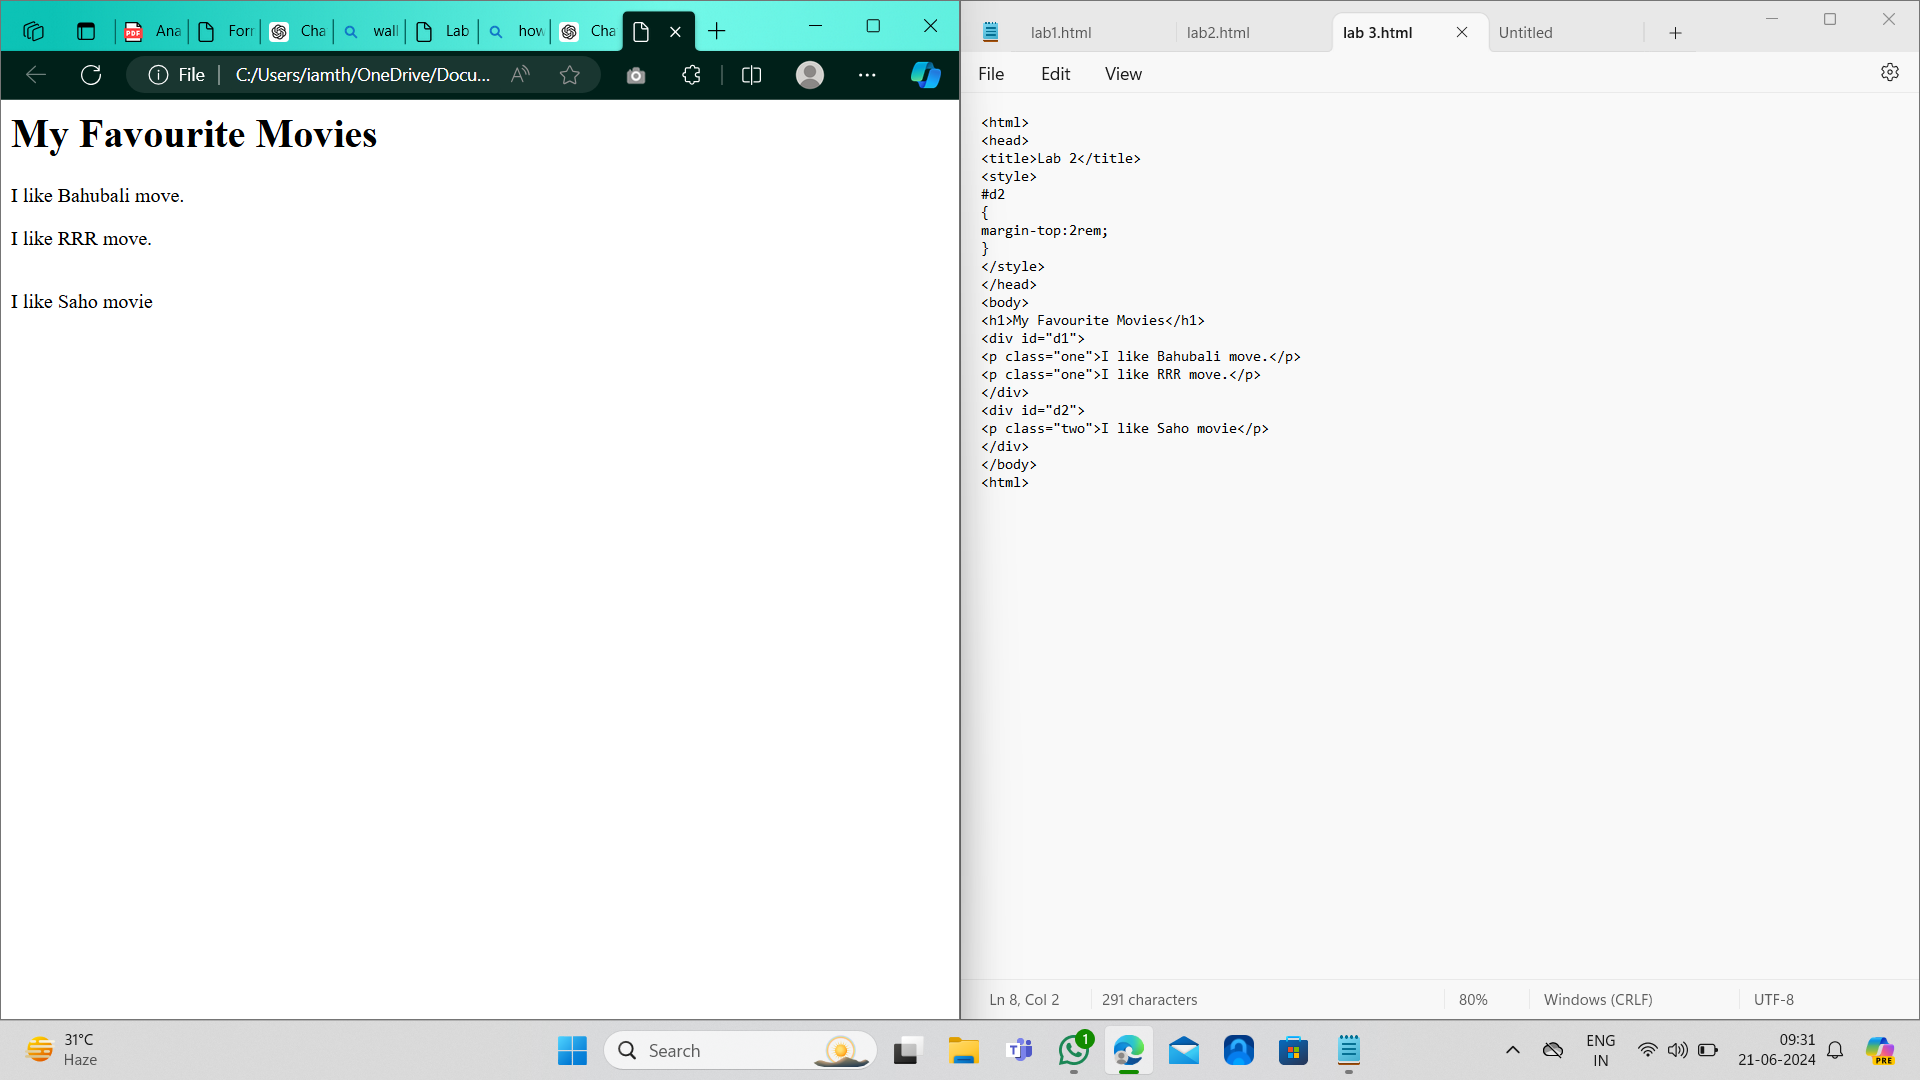 Ana
Forr
Cha
wall
Lab
how
Cha
File
C:/Users/iamth/OneDrive/Docu...
My Favourite Movies
I like Bahubali move.
I like RRR move.
I like Saho movie
lab1.html
lab2.html
lab 3.html
Untitled
File
Edit
View
<html>
<head>
<title>Lab 2</title>
<style>
#d2
{
margin-top:2rem;
}
</style>
</head>
<body>
<h1>My Favourite Movies</h1>
<div id="d1">
<p class="one">I like Bahubali move.</p>
<p class="one">I like RRR move.</p>
</div>
<div id="d2">
<p class="two">I like Saho movie</p>
</div>
</body>
<html>
Ln 8, Col 2
291 characters
80%
Windows (CRLF)
UTF-8
31°C
Haze
Search
1
ENG
IN
09:31
21-06-2024
PRE